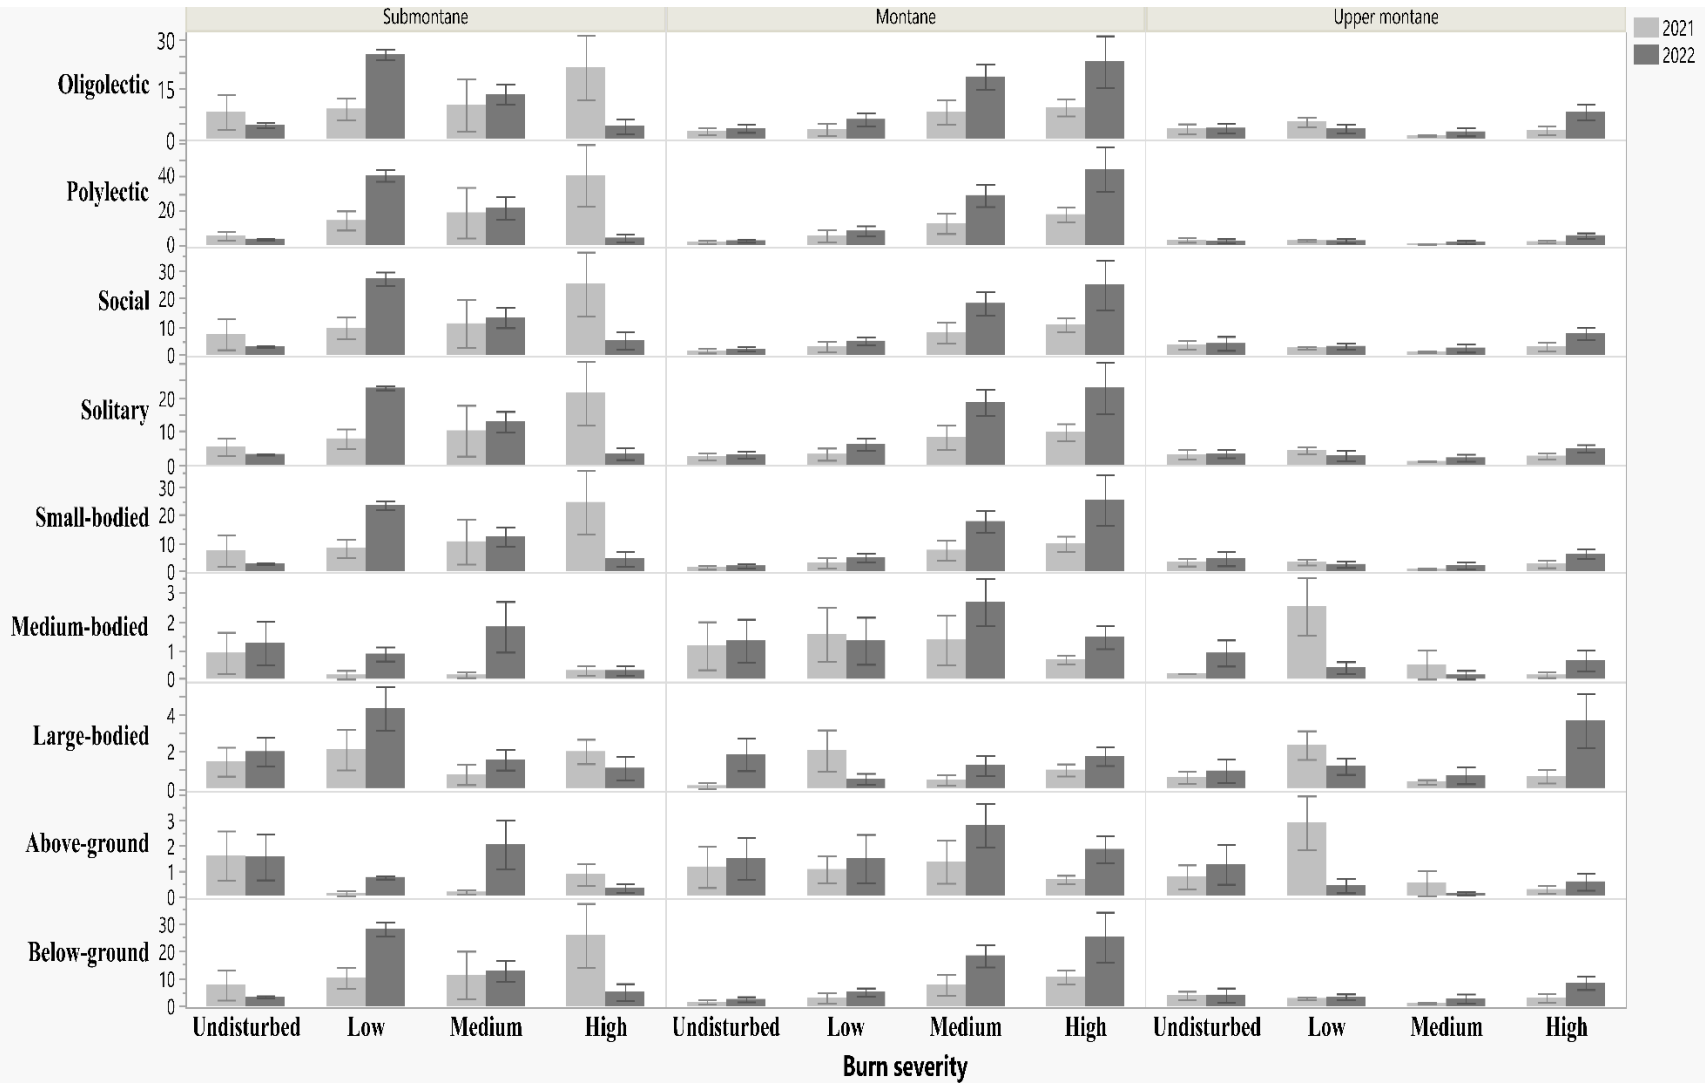 Submontane Montane Upper montane
2021
2022
Oligolectic
30
15
0
Polylectic
40
20
0
Social
30
20
10
0
Solitary
20
10
0
Small-bodied
30
20
10
0
Medium-bodied
3
2
1
0
Large-bodied
4
2
0
Above-ground
3
2
1
0
Below-ground
30
20
10
0
Undisturbed Low Medium High Undisturbed Low Medium High Undisturbed Low Medium High
Burn severity